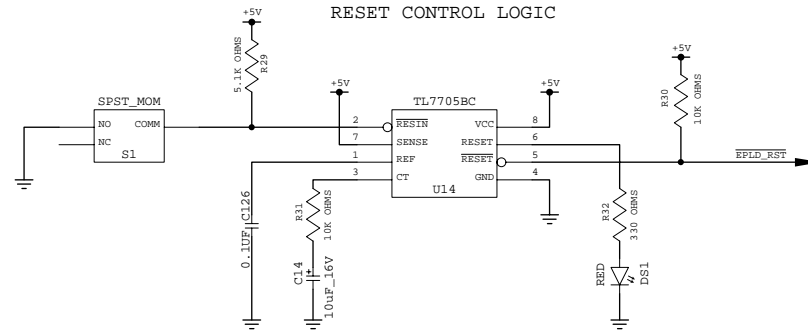 RESET CONTROL LOGIC
+5V
5.1K OHMS
R29
SPST_MOM
NO
COMM
NC
S1
+5V
TL7705BC
+5V
2
RESIN
VCC
8
7
SENSE
RESET
6
1
REF
RESET
5
3
CT
GND
4
U14
+5V
R30
10K OHMS
EPLD_RST
0.1UF C126
R31
10K OHMS
C14
+
10uF_16V
R32
330 OHMS
RED
DS1